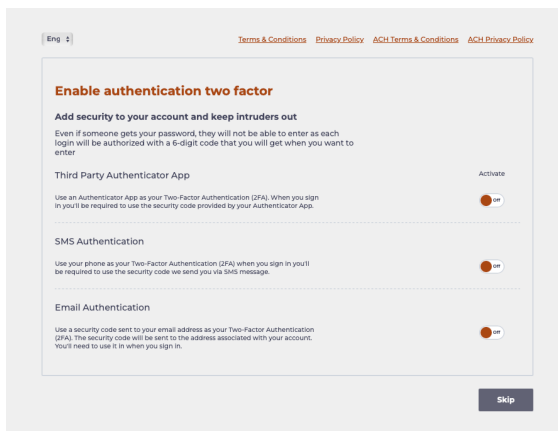 Eng
Terms & Conditions Privacy Policy ACH Terms & Conditions ACH Privacy Policy
Enable authentication two factor
Add security to your account and keep intruders out
Even if someone gets your password, they will not be able to enter as each
login will be authorized with a 6-digit code that you will get when you want to
enter
Third Party Authenticator App
Activate
Use an Authenticator App as your Two-Factor Authentication (2FA). When you sign
in you'll be required to use the security code provided by your Authenticator App.
Off
SMS Authentication
Use your phone as your Two-Factor Authentication (2FA) when you sign in you'll
be required to use the security code we send you via SMS message.
Off
Email Authentication
Use a security code sent to your email address as your Two-Factor Authentication
(2FA). The security code will be sent to the address associated with your account.
You'll need to use it in when you sign in.
Off
Skip